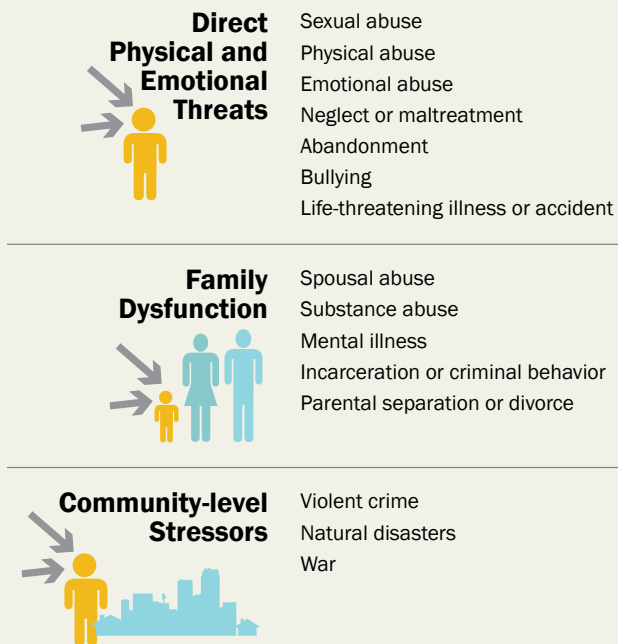 Direct
Physical and
Emotional
Threats
Sexual abuse
Physical abuse
Emotional abuse
Neglect or maltreatment
Abandonment
Bullying
Life-threatening illness or accident
Family
Dysfunction
Spousal abuse
Substance abuse
Mental illness
Incarceration or criminal behavior
Parental separation or divorce
Community-level
Stressors
Violent crime
Natural disasters
War